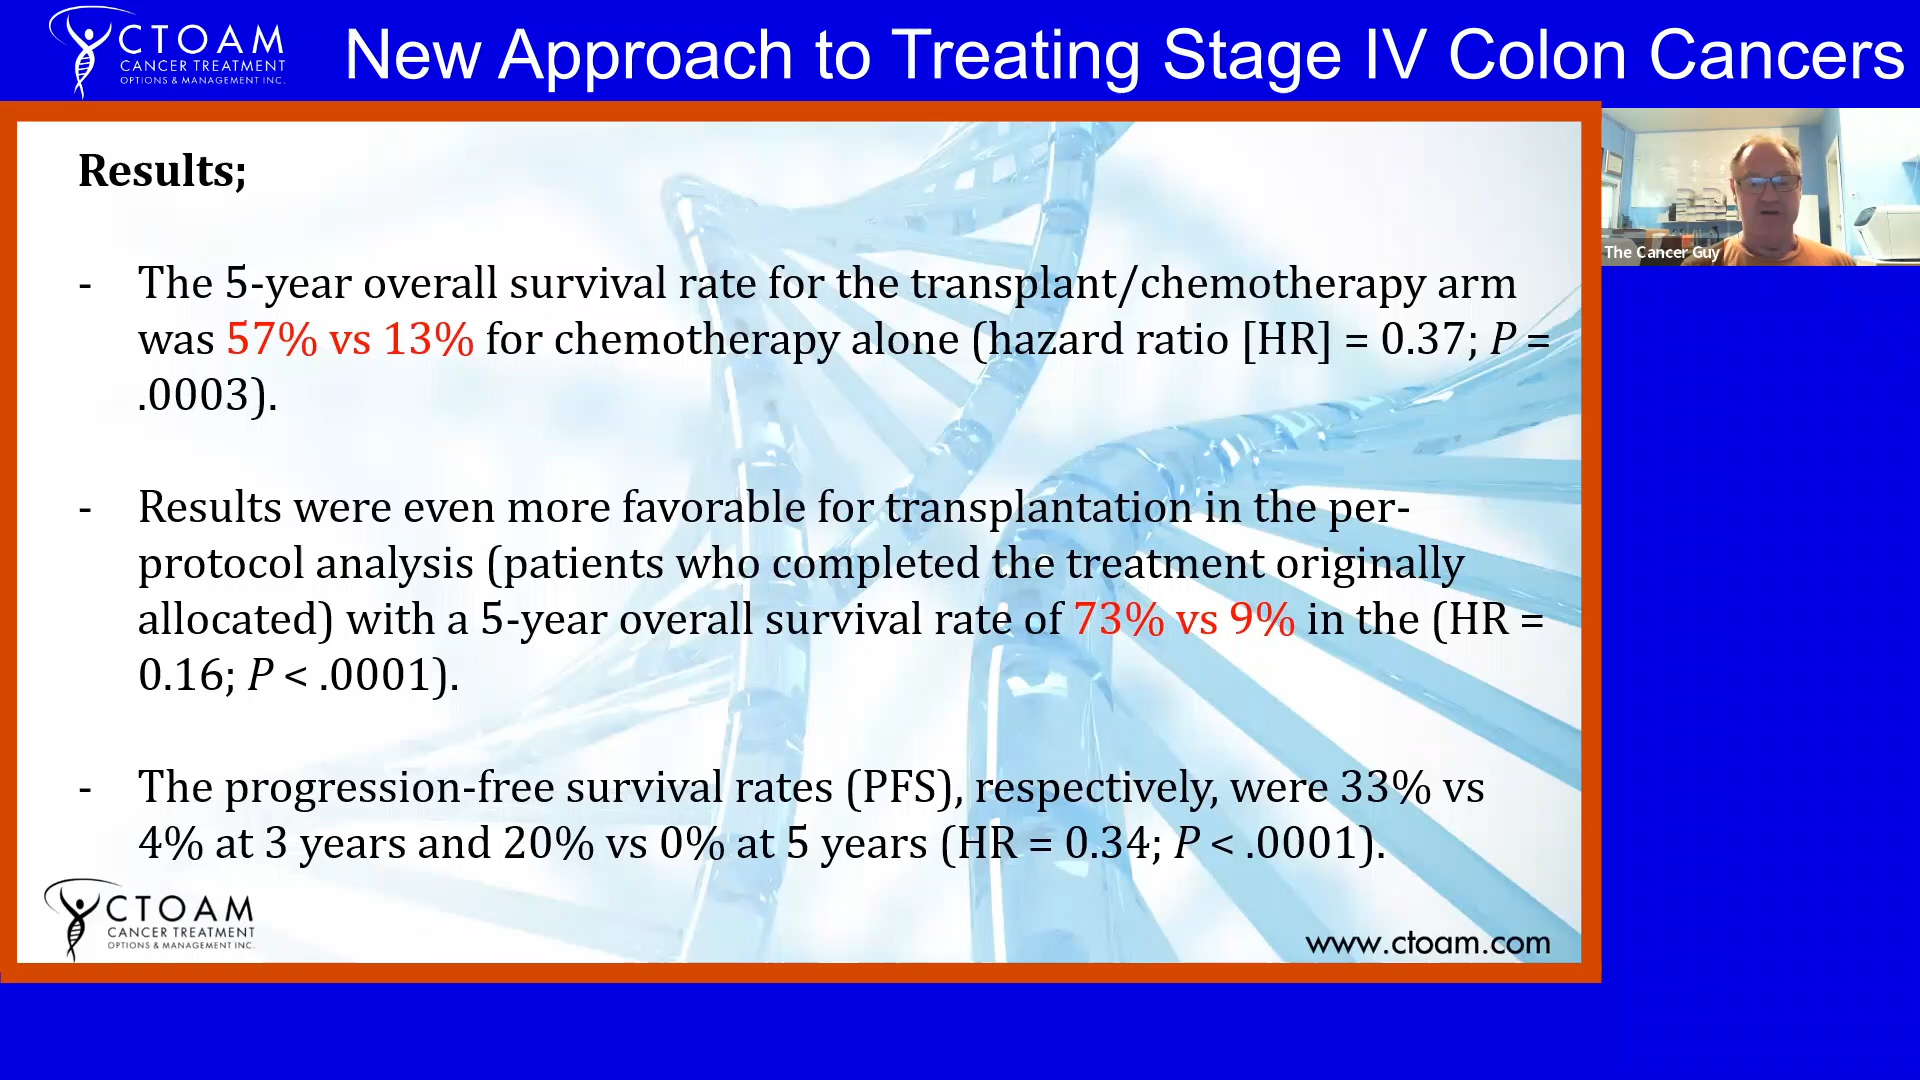 CTOAM
CANCER TREATMENT
OPTIONS & MANAGEMENT INC.
New Approach to Treating Stage IV Colon Cancers
Results;
- The 5-year overall survival rate for the transplant/chemotherapy arm
was 57% vs 13% for chemotherapy alone (hazard ratio [HR] = 0.37; P =
.0003).
- Results were even more favorable for transplantation in the per-
protocol analysis (patients who completed the treatment originally
allocated) with a 5-year overall survival rate of 73% vs 9% in the (HR =
0.16; P < .0001).
- The progression-free survival rates (PFS), respectively, were 33% vs
4% at 3 years and 20% vs 0% at 5 years (HR = 0.34; P < .0001).
The Cancer Guy
CTOAM
CANCER TREATMENT
OPTIONS & MANAGEMENT INC.
www.ctoam.com